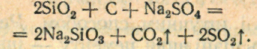 2SiO₂ + C + Na₂SO₄ =
= 2Na₂SiO₃ + CO₂↑ + 2SO₂↑.